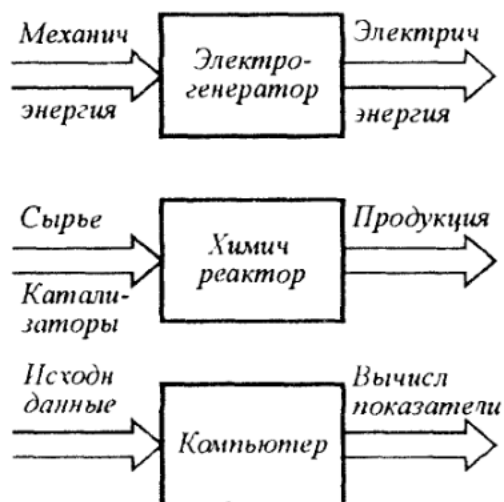 Механич
энергия
Электро-
генератор
Электрич
энергия
Сырье
Катали-
заторы
Химич
реактор
Продукция
Исходн
данные
Компьютер
Вычисл
показатели